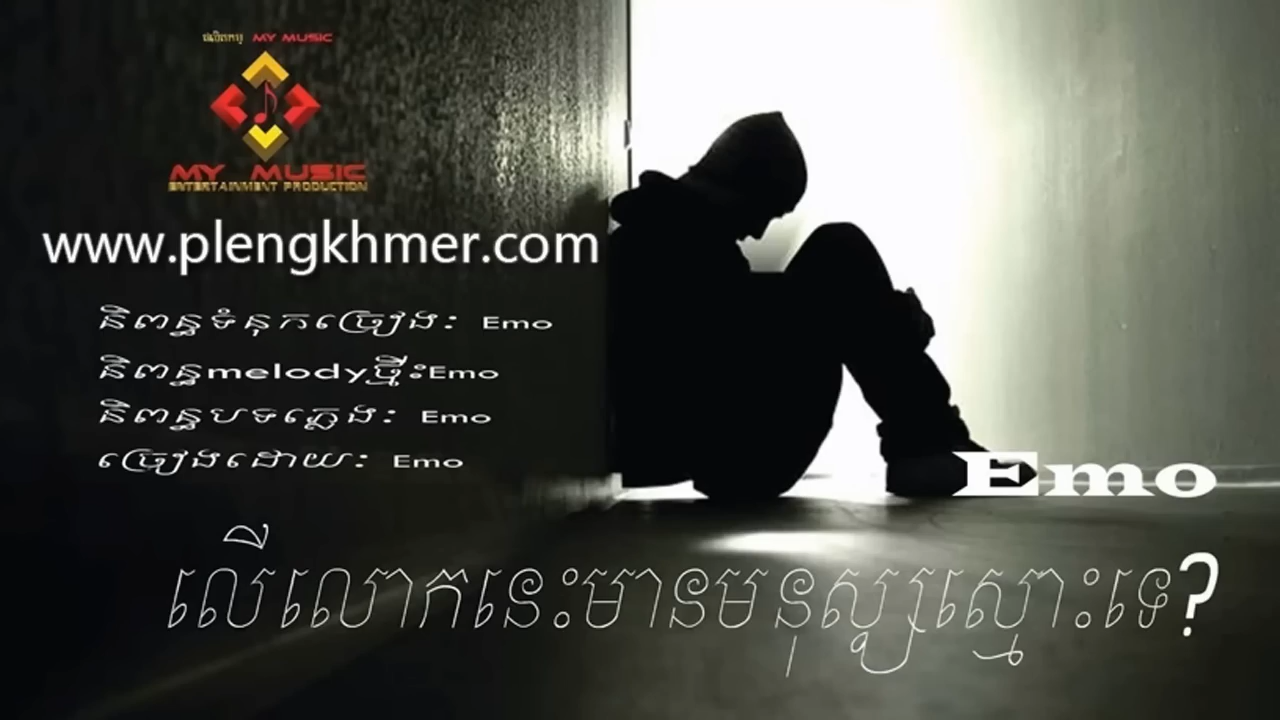 ផលិតកម្ម MY MUSIC
MY MUSIC
ENTERTAINMENT PRODUCTION
www.plengkhmer.com
និពន្ធទំនុកច្រៀង: Emo
និពន្ធmelodyថ្មី:Emo
និពន្ធបទភ្លេង: Emo
ច្រៀងដោយ: Emo
Emo
លើលោកនេះមានមនុស្សស្មោះទេ?